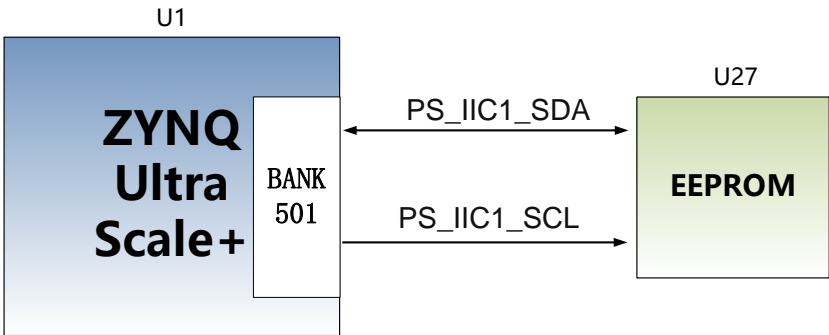 U1
U27
ZYNQ
Ultra
Scale+
BANK
501
PS_IIC1_SDA
PS_IIC1_SCL
EEPROM